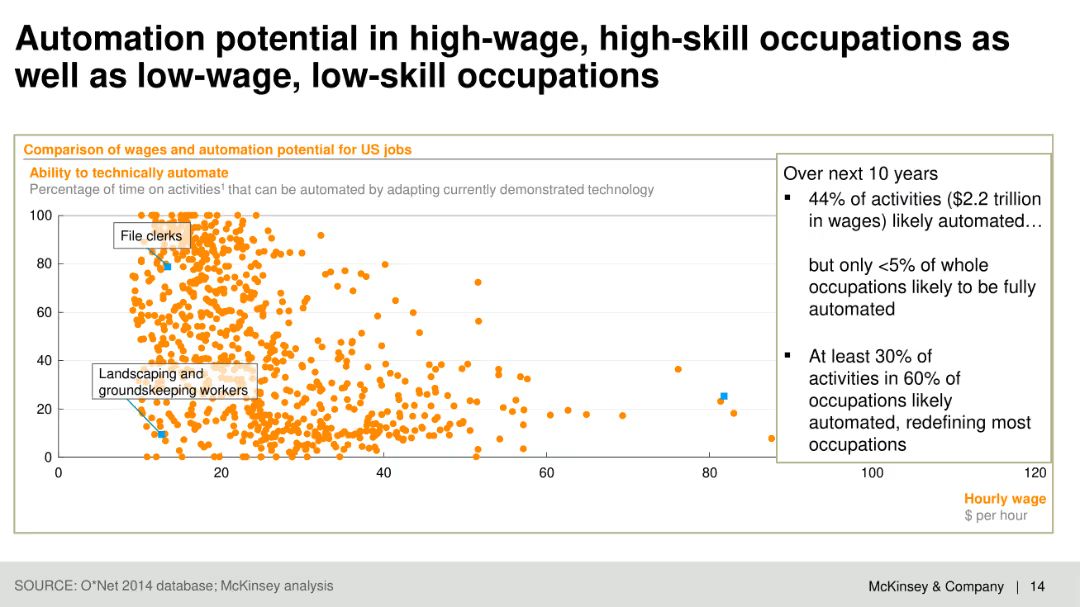 Automation potential in high-wage, high-skill occupations as
well as low-wage, low-skill occupations
Comparison of wages and automation potential for US jobs
Ability to technically automate
Percentage of time on activities¹ that can be automated by adapting currently demonstrated technology
100
80
60
40
20
0
File clerks
Landscaping and
groundskeeping workers
0
20
40
60
80
100
120
Hourly wage
$ per hour
Over next 10 years
▪ 44% of activities ($2.2 trillion
in wages) likely automated…
but only <5% of whole
occupations likely to be fully
automated
▪ At least 30% of
activities in 60% of
occupations likely
automated, redefining most
occupations
SOURCE: O*Net 2014 database; McKinsey analysis
McKinsey & Company | 14